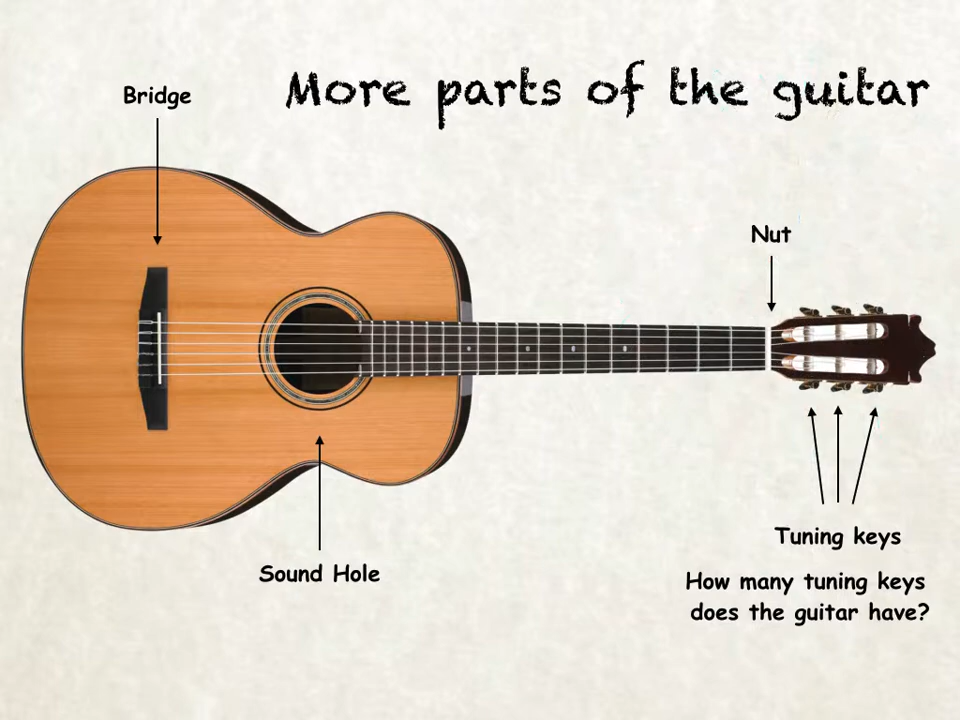 More parts of the guitar
Bridge
Nut
Sound Hole
Tuning keys
How many tuning keys
does the guitar have?